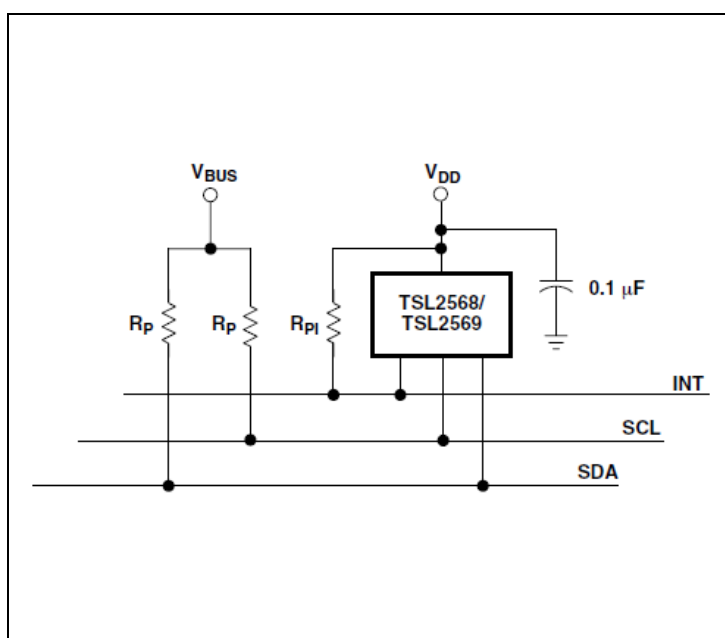 VBUS
VDD
RP
RP
RPI
TSL2568/
TSL2569
0.1 μF
INT
SCL
SDA